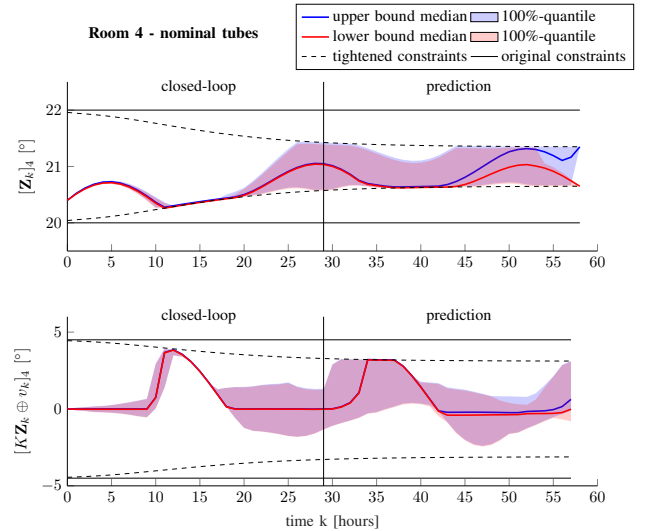 Room 4 - nominal tubes
upper bound median 100%-quantile
lower bound median 100%-quantile
tightened constraints original constraints
closed-loop prediction
22
21
20
[Z_k]_4 [°]
0 5 10 15 20 25 30 35 40 45 50 55 60
closed-loop prediction
5
0
−5
[KZ_k ⊕ v_k]_4 [°]
0 5 10 15 20 25 30 35 40 45 50 55 60
time k [hours]